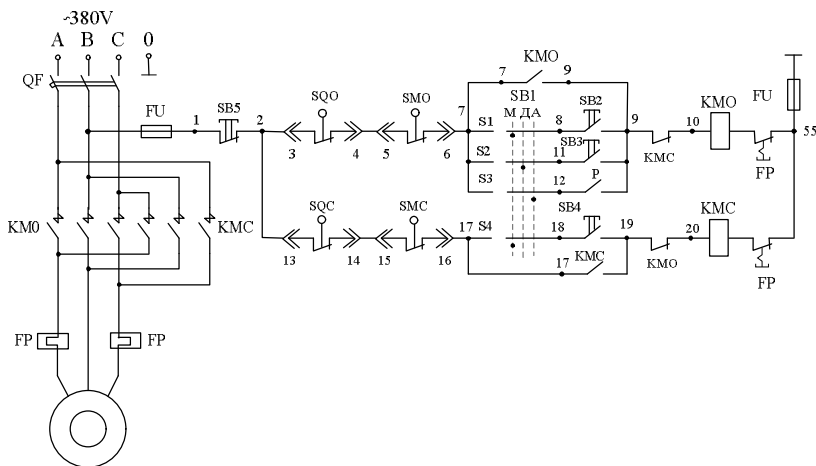 ~380V
A B C 0
QF
FU
1
SB5
2
SQO
SMO
3 4 5 6
7
7 KMO 9
SB1
М Д А
S1 8 SB2 9
S2 11 SB3
S3 12 P
KMC
10
KMO
FU
FP
55
KM0
KMC
SQC
SMC
13 14 15 16
17 S4 18 SB4 19
17 KMC
KMO
20
KMC
FP
FP
FP